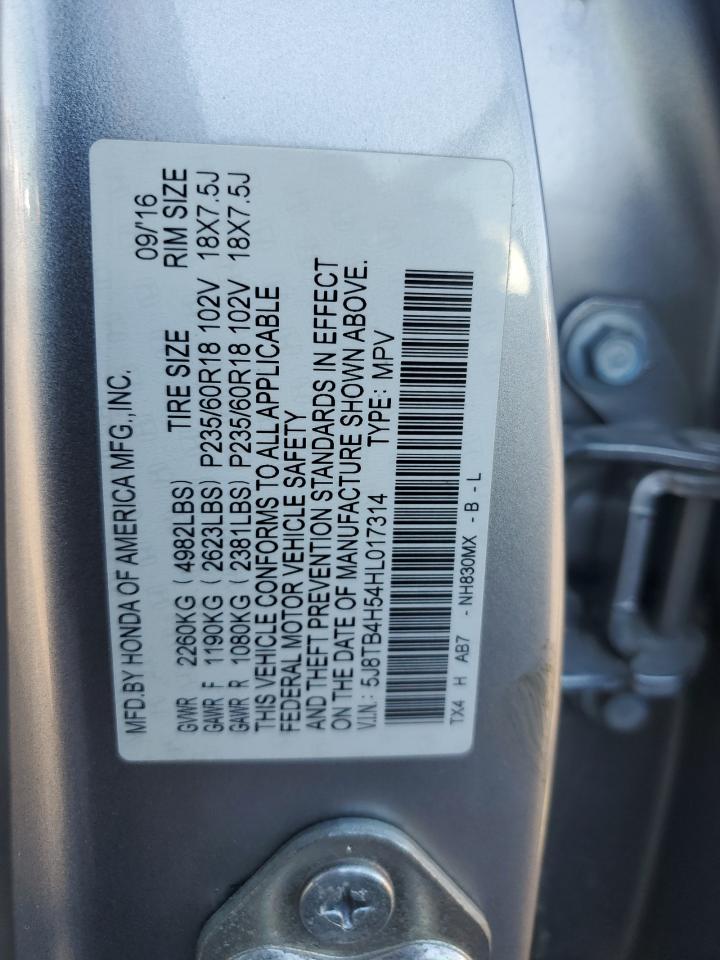 MFD.BY HONDA OF AMERICA MFG.,INC. 09/'16
TIRE SIZE RIM SIZE
GVWR 2260KG ( 4982LBS)
GAWR F 1190KG ( 2623LBS) P235/60R18 102V 18X7.5J
GAWR R 1080KG ( 2381LBS) P235/60R18 102V 18X7.5J
THIS VEHICLE CONFORMS TO ALL APPLICABLE
FEDERAL MOTOR VEHICLE SAFETY
AND THEFT PREVENTION STANDARDS IN EFFECT
ON THE DATE OF MANUFACTURE SHOWN ABOVE.
V.I.N.: 5J8TB4H54HL017314 TYPE: MPV
TX4 H AB7 - NH830MX - B - L